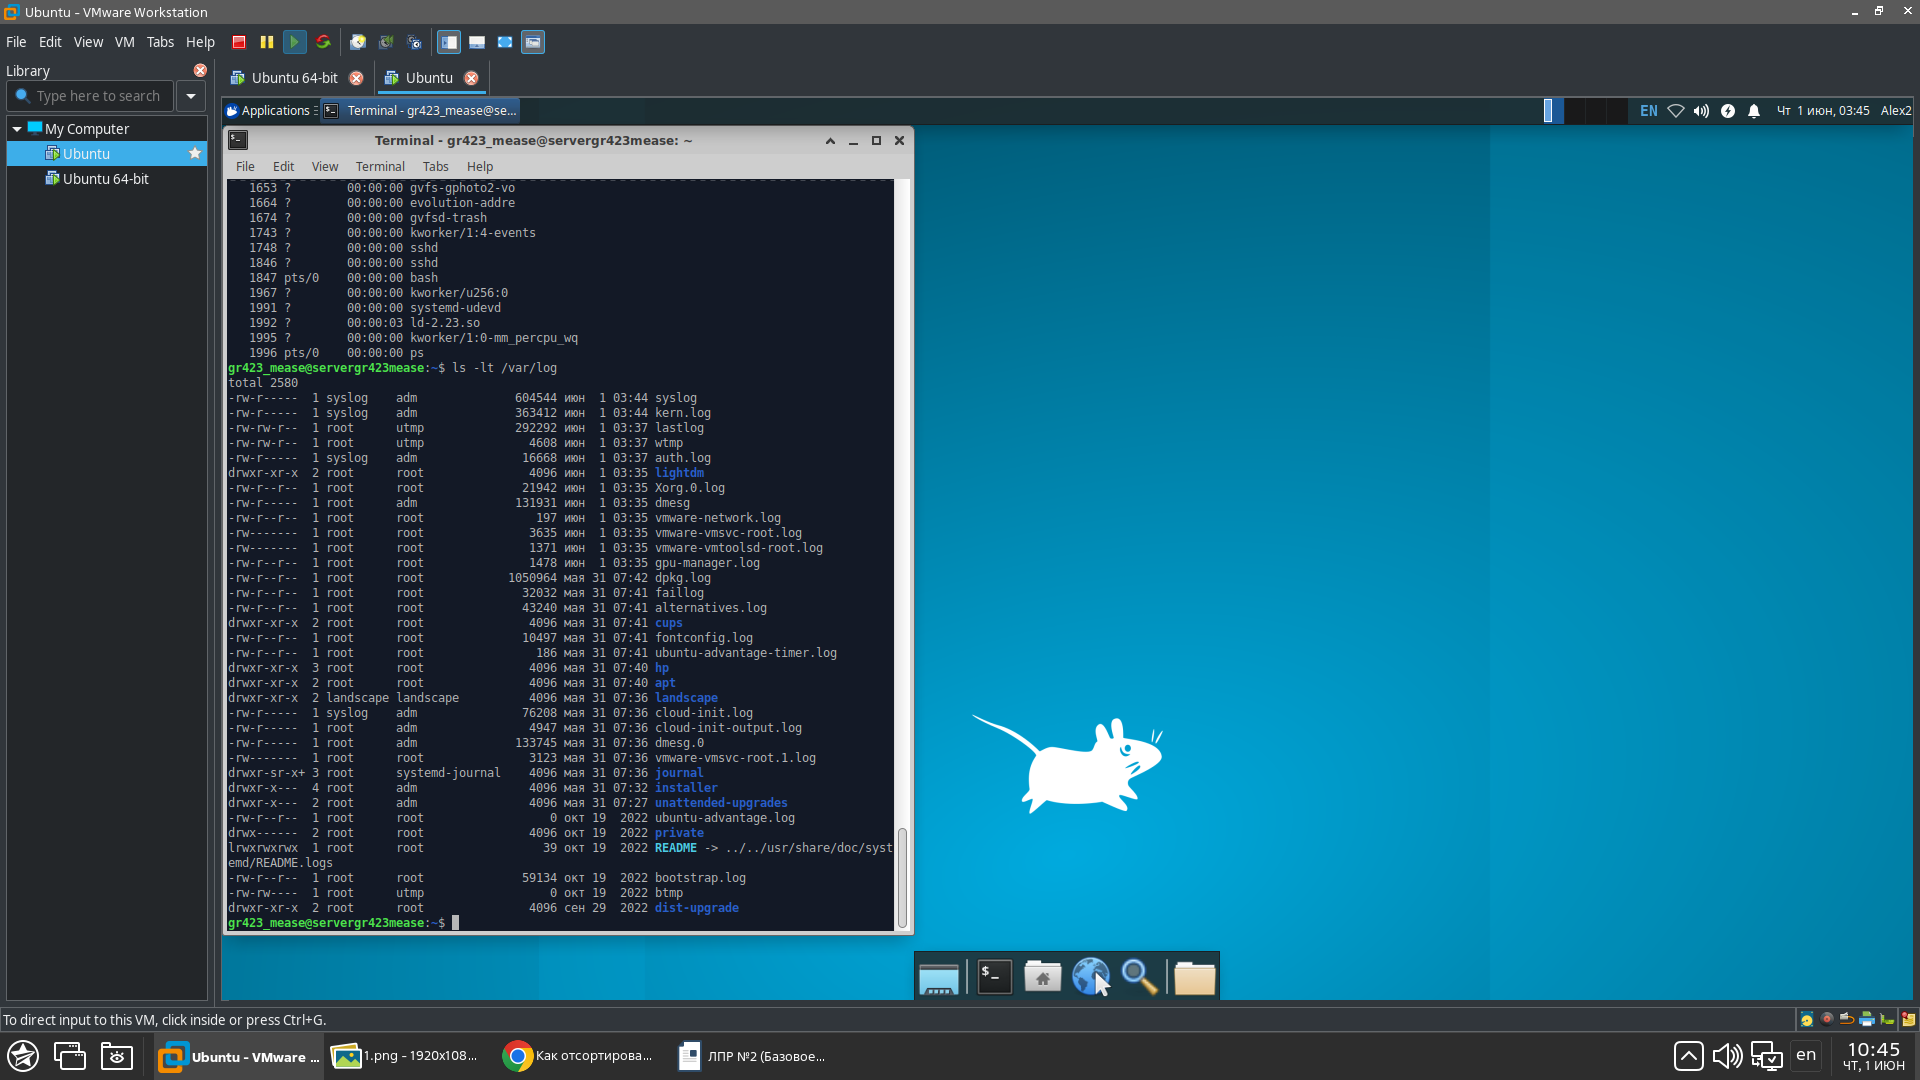 Ubuntu - VMware Workstation
File Edit View VM Tabs Help
Library
Type here to search
My Computer
Ubuntu
Ubuntu 64-bit
Ubuntu 64-bit Ubuntu
Applications Terminal - gr423_mease@se... EN Чт 1 июн, 03:45 Alex2
Terminal - gr423_mease@servergr423mease: ~
File Edit View Terminal Tabs Help
1653 ? 00:00:00 gvfs-gphoto2-vo
1664 ? 00:00:00 evolution-addre
1674 ? 00:00:00 gvfsd-trash
1743 ? 00:00:00 kworker/1:4-events
1748 ? 00:00:00 sshd
1846 ? 00:00:00 sshd
1847 pts/0 00:00:00 bash
1967 ? 00:00:00 kworker/u256:0
1991 ? 00:00:00 systemd-udevd
1992 ? 00:00:03 ld-2.23.so
1995 ? 00:00:00 kworker/1:0-mm_percpu_wq
1996 pts/0 00:00:00 ps
gr423_mease@servergr423mease:~$ ls -lt /var/log
total 2580
-rw-r----- 1 syslog adm 604544 июн 1 03:44 syslog
-rw-r----- 1 syslog adm 363412 июн 1 03:44 kern.log
-rw-rw-r-- 1 root utmp 292292 июн 1 03:37 lastlog
-rw-rw-r-- 1 root utmp 4608 июн 1 03:37 wtmp
-rw-r----- 1 syslog adm 16668 июн 1 03:37 auth.log
drwxr-xr-x 2 root root 4096 июн 1 03:35 lightdm
-rw-r--r-- 1 root root 21942 июн 1 03:35 Xorg.0.log
-rw-r----- 1 root adm 131931 июн 1 03:35 dmesg
-rw-r--r-- 1 root root 197 июн 1 03:35 vmware-network.log
-rw------- 1 root root 3635 июн 1 03:35 vmware-vmsvc-root.log
-rw------- 1 root root 1371 июн 1 03:35 vmware-vmtoolsd-root.log
-rw-r--r-- 1 root root 1478 июн 1 03:35 gpu-manager.log
-rw-r--r-- 1 root root 1050964 мая 31 07:42 dpkg.log
-rw-r--r-- 1 root root 32032 мая 31 07:41 faillog
-rw-r--r-- 1 root root 43240 мая 31 07:41 alternatives.log
drwxr-xr-x 2 root root 4096 мая 31 07:41 cups
-rw-r--r-- 1 root root 10497 мая 31 07:41 fontconfig.log
-rw-r--r-- 1 root root 186 мая 31 07:41 ubuntu-advantage-timer.log
drwxr-xr-x 3 root root 4096 мая 31 07:40 hp
drwxr-xr-x 2 root root 4096 мая 31 07:40 apt
drwxr-xr-x 2 landscape landscape 4096 мая 31 07:36 landscape
-rw-r----- 1 syslog adm 76208 мая 31 07:36 cloud-init.log
-rw-r----- 1 root adm 4947 мая 31 07:36 cloud-init-output.log
-rw-r----- 1 root adm 133745 мая 31 07:36 dmesg.0
-rw------- 1 root root 3123 мая 31 07:36 vmware-vmsvc-root.1.log
drwxr-sr-x+ 3 root systemd-journal 4096 мая 31 07:36 journal
drwxr-x--- 4 root adm 4096 мая 31 07:32 installer
drwxr-x--- 2 root adm 4096 мая 31 07:27 unattended-upgrades
-rw-r--r-- 1 root root 0 окт 19 2022 ubuntu-advantage.log
drwx------ 2 root root 4096 окт 19 2022 private
lrwxrwxrwx 1 root root 39 окт 19 2022 README -> ../../usr/share/doc/syst
emd/README.logs
-rw-r--r-- 1 root root 59134 окт 19 2022 bootstrap.log
-rw-rw---- 1 root utmp 0 окт 19 2022 btmp
drwxr-xr-x 2 root root 4096 сен 29 2022 dist-upgrade
gr423_mease@servergr423mease:~$
To direct input to this VM, click inside or press Ctrl+G.
Ubuntu - VMware ... 1.png - 1920x108... Как отсортирова... ЛПР №2 (Базовое... en 10:45
ЧТ, 1 ИЮН